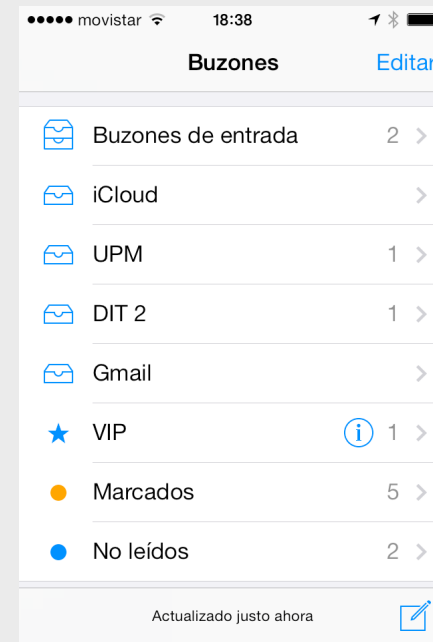 movistar 18:38
Buzones Editar
Buzones de entrada 2
iCloud
UPM 1
DIT 2 1
Gmail
VIP i 1
Marcados 5
No leídos 2
Actualizado justo ahora